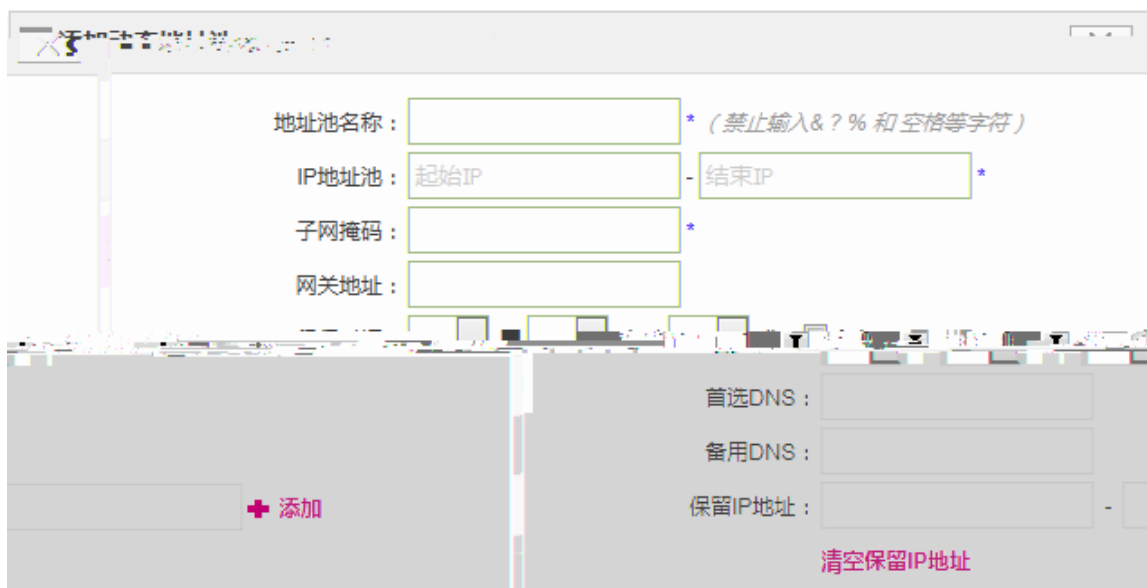 地址池名称：* （禁止输入& ? % 和 空格等字符）
IP地址池：起始IP - 结束IP *
子网掩码：*
网关地址：
首选DNS：
备用DNS：
保留IP地址： - 添加
清空保留IP地址